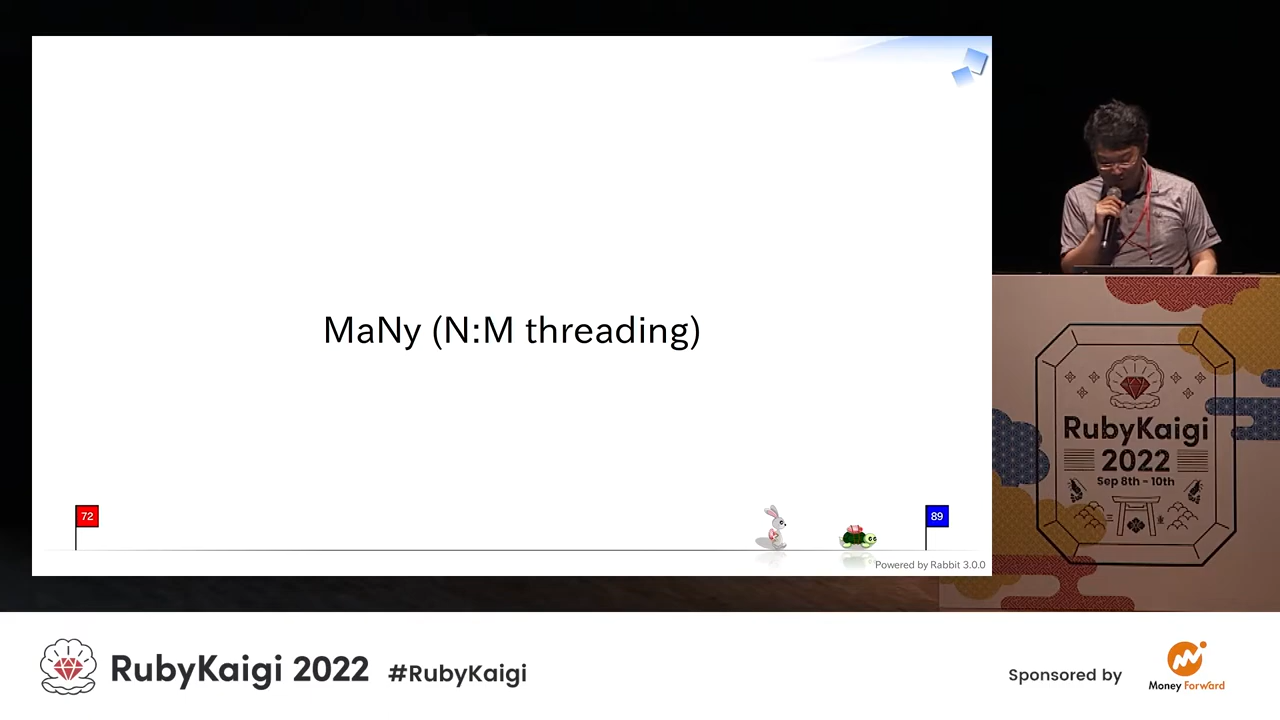 MaNy (N:M threading)
72
89
Powered by Rabbit 3.0.0
RubyKaigi
2022
Sep 8th - 10th
RubyKaigi 2022 #RubyKaigi
Sponsored by
Money Forward